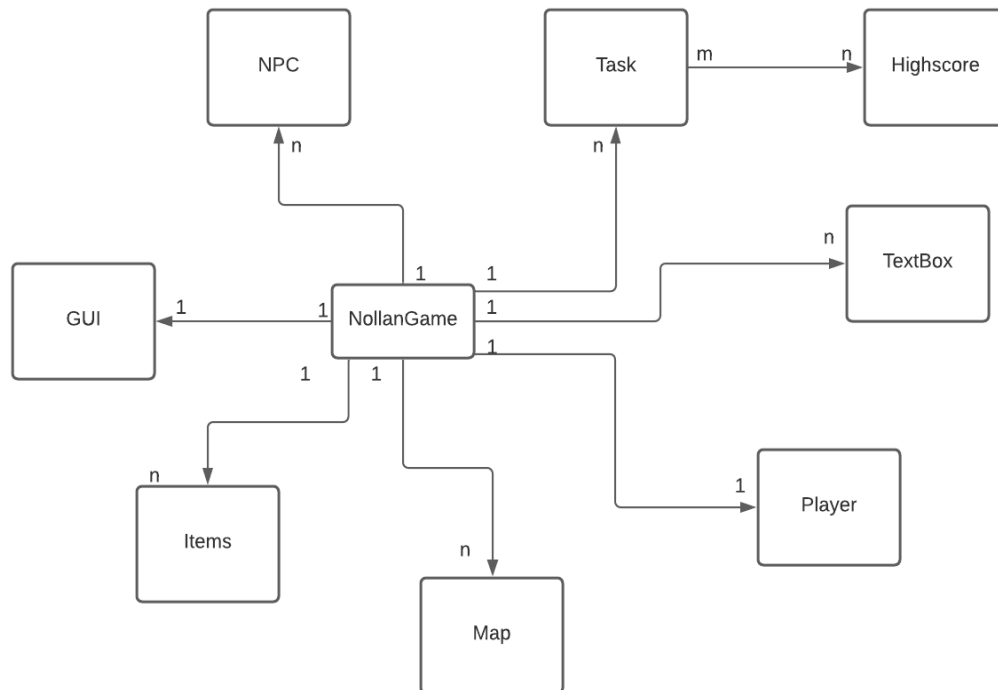 NPC
Task
m
n
Highscore
n
n
n
TextBox
1
1
GUI
1
1
NollanGame
1
1
1
1
n
Items
1
Player
n
Map